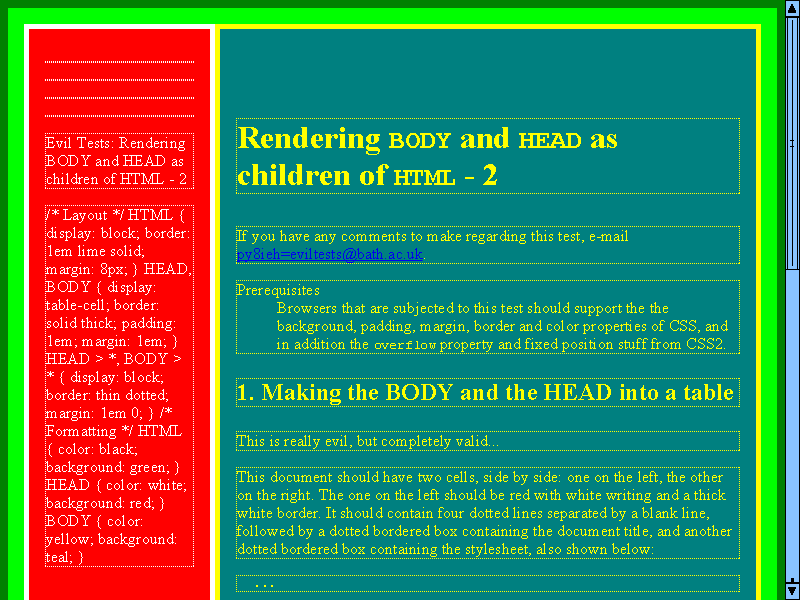 Evil Tests: Rendering
BODY and HEAD as
children of HTML - 2
/* Layout */ HTML {
display: block; border:
1em lime solid;
margin: 8px; } HEAD,
BODY { display:
table-cell; border:
solid thick; padding:
1em; margin: 1em; }
HEAD > *, BODY >
* { display: block;
border: thin dotted;
margin: 1em 0; } /*
Formatting */ HTML
{ color: black;
background: green; }
HEAD { color: white;
background: red; }
BODY { color:
yellow; background:
teal; }
Rendering BODY and HEAD as
children of HTML - 2
If you have any comments to make regarding this test, e-mail
py8ieh=eviltests@bath.ac.uk.
Prerequisites
Browsers that are subjected to this test should support the the
background, padding, margin, border and color properties of CSS, and
in addition the overflow property and fixed position stuff from CSS2.
1. Making the BODY and the HEAD into a table
This is really evil, but completely valid...
This document should have two cells, side by side: one on the left, the other
on the right. The one on the left should be red with white writing and a thick
white border. It should contain four dotted lines separated by a blank line,
followed by a dotted bordered box containing the document title, and another
dotted bordered box containing the stylesheet, also shown below:
...